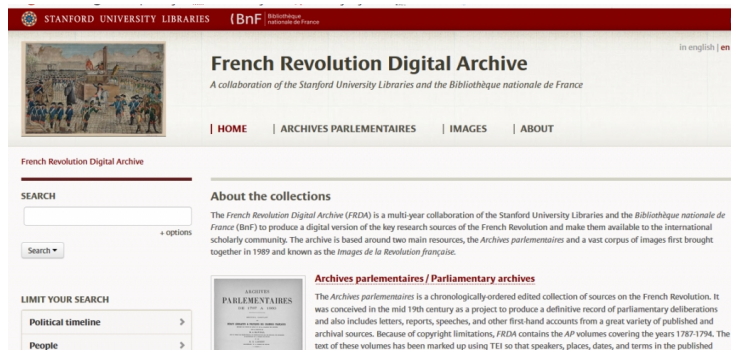 STANFORD UNIVERSITY LIBRARIES
{BnF Bibliothèque
nationale de France
in english | en
French Revolution Digital Archive
A collaboration of the Stanford University Libraries and the Bibliothèque nationale de France
| HOME | ARCHIVES PARLEMENTAIRES | IMAGES | ABOUT
French Revolution Digital Archive
SEARCH
+ options
Search
LIMIT YOUR SEARCH
Political timeline
People
About the collections
The French Revolution Digital Archive (FRDA) is a multi-year collaboration of the Stanford University Libraries and the Bibliothèque nationale de
France (BnF) to produce a digital version of the key research sources of the French Revolution and make them available to the international
scholarly community. The archive is based around two main resources, the Archives parlementaires and a vast corpus of images first brought
together in 1989 and known as the Images de la Revolution française.
ARCHIVES
PARLEMENTAIRES
Archives parlementaires / Parliamentary archives
The Archives parlementaires is a chronologically-ordered edited collection of sources on the French Revolution. It
was conceived in the mid 19th century as a project to produce a definitive record of parliamentary deliberations
and also includes letters, reports, speeches, and other first-hand accounts from a great variety of published and
archival sources. Because of copyright limitations, FRDA contains the AP volumes covering the years 1787-1794. The
text of these volumes has been marked up using TEI so that speakers, places, dates, and terms in the published